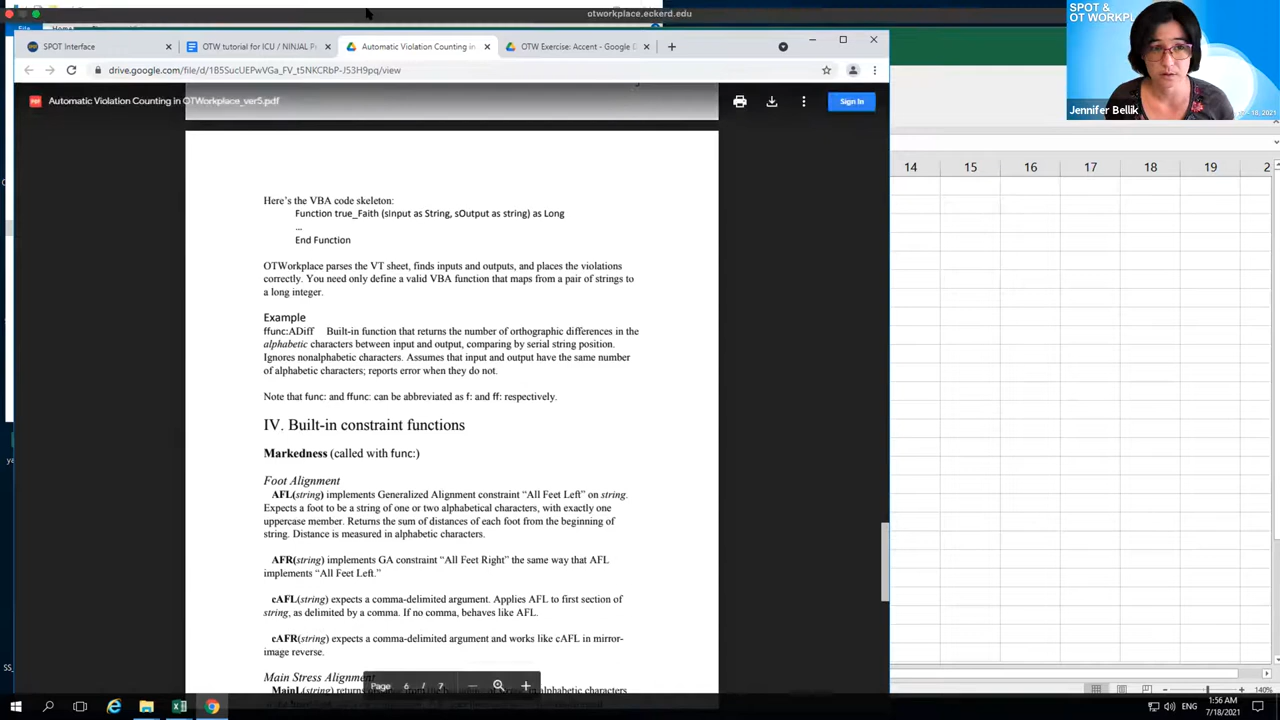 otworkplace.eckerd.edu
SPOT &
OT WORKPL
SPOT Interface
OTW tutorial for ICU / NINJAL Pr
Automatic Violation Counting in
OTW Exercise: Accent - Google D
drive.google.com/file/d/1B5SucUEPwVGa_FV_t5NKCRbP-J53H9pq/view
Automatic Violation Counting in OTWorkplace_ver5.pdf
Sign In
Jennifer Bellik
18-2021
14 15 16 17 18 19 2
Here's the VBA code skeleton:
Function true_Faith (sInput as String, sOutput as string) as Long
...
End Function
OTWorkplace parses the VT sheet, finds inputs and outputs, and places the violations
correctly. You need only define a valid VBA function that maps from a pair of strings to
a long integer.
Example
ffunc:ADiff Built-in function that returns the number of orthographic differences in the
alphabetic characters between input and output, comparing by serial string position.
Ignores nonalphabetic characters. Assumes that input and output have the same number
of alphabetic characters; reports error when they do not.
Note that func: and ffunc: can be abbreviated as f: and ff: respectively.
IV. Built-in constraint functions
Markedness (called with func:)
Foot Alignment
AFL(string) implements Generalized Alignment constraint “All Feet Left” on string.
Expects a foot to be a string of one or two alphabetical characters, with exactly one
uppercase member. Returns the sum of distances of each foot from the beginning of
string. Distance is measured in alphabetic characters.
AFR(string) implements GA constraint “All Feet Right” the same way that AFL
implements “All Feet Left.”
cAFL(string) expects a comma-delimited argument. Applies AFL to first section of
string, as delimited by a comma. If no comma, behaves like AFL.
cAFR(string) expects a comma-delimited argument and works like cAFL in mirror-
image reverse.
Main Stress Alignment
Page 6 / 7
MainL(string) returns alphabetic characters
140%
ENG
1:56 AM
7/18/2021